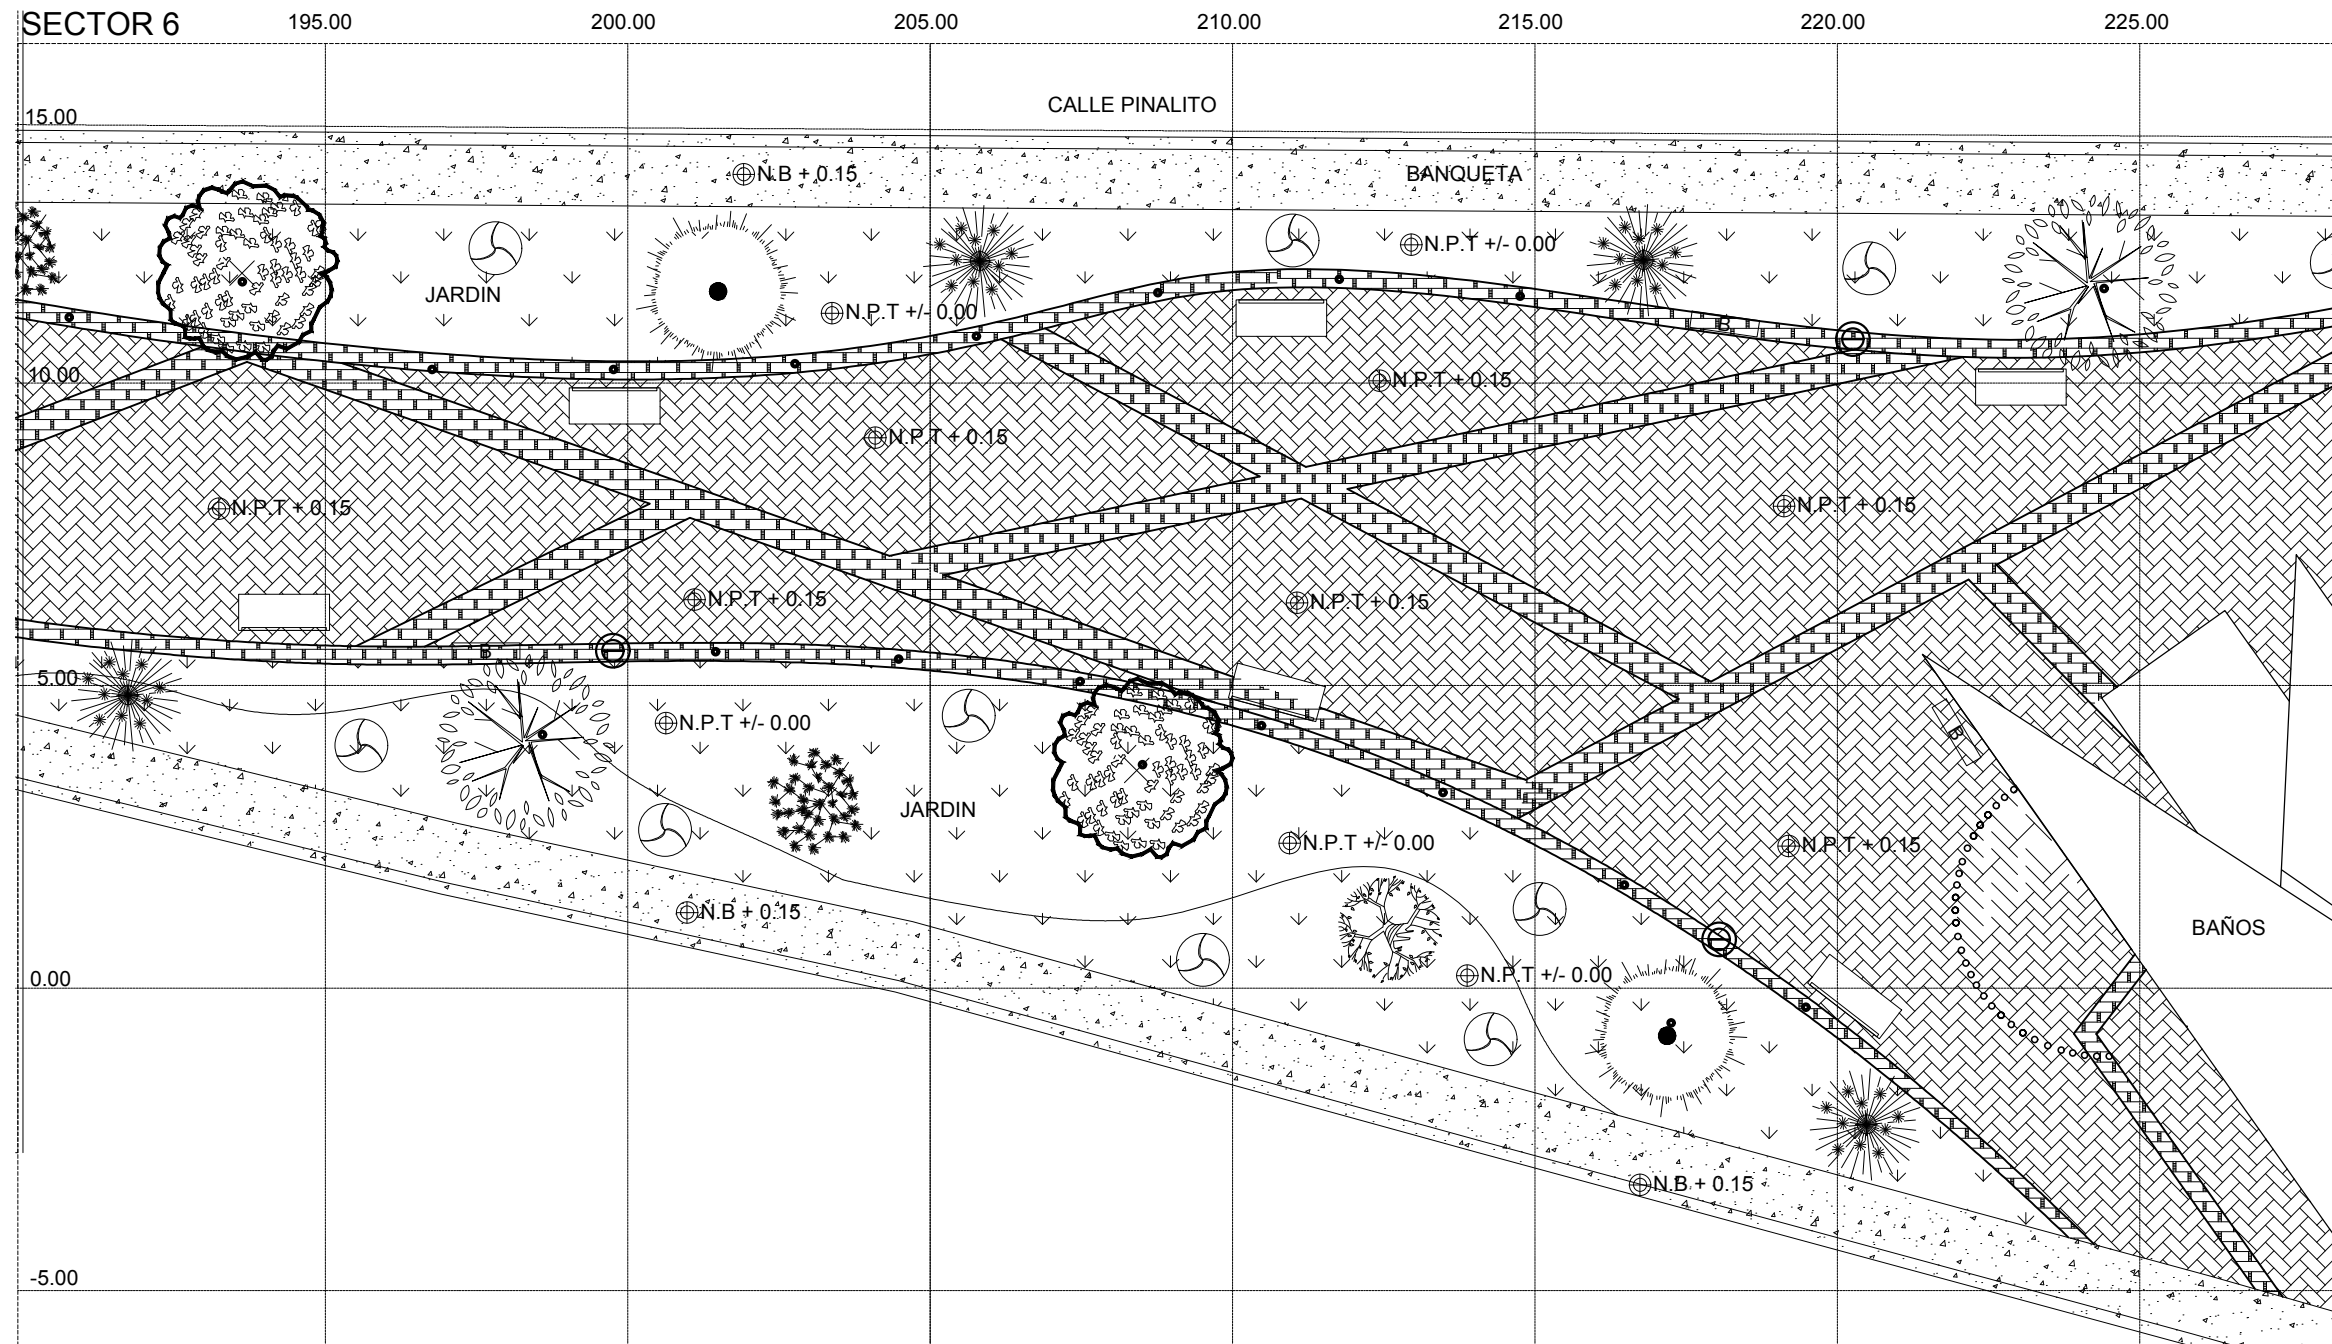 SECTOR 6
195.00 200.00 205.00 210.00 215.00 220.00 225.00
CALLE PINALITO
15.00
N.B + 0.15
BANQUETA
N.P.T +/- 0.00
JARDIN
N.P.T +/- 0.00
B
10.00
N.P.T + 0.15
N.P.T + 0.15
N.P.T + 0.15
N.P.T + 0.15
N.P.T + 0.15
N.P.T + 0.15
B
5.00
N.P.T +/- 0.00
B
JARDIN
N.P.T +/- 0.00
N.P.T + 0.15
N.B + 0.15
BAÑOS
0.00
N.P.T +/- 0.00
N.B + 0.15
-5.00